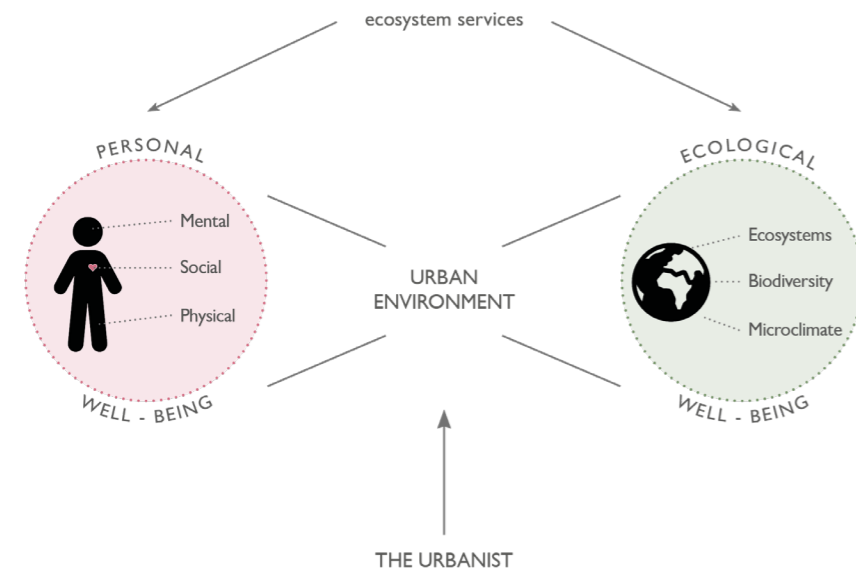 ecosystem services
PERSONAL
Mental
Social
Physical
WELL - BEING
URBAN
ENVIRONMENT
ECOLOGICAL
Ecosystems
Biodiversity
Microclimate
WELL - BEING
THE URBANIST